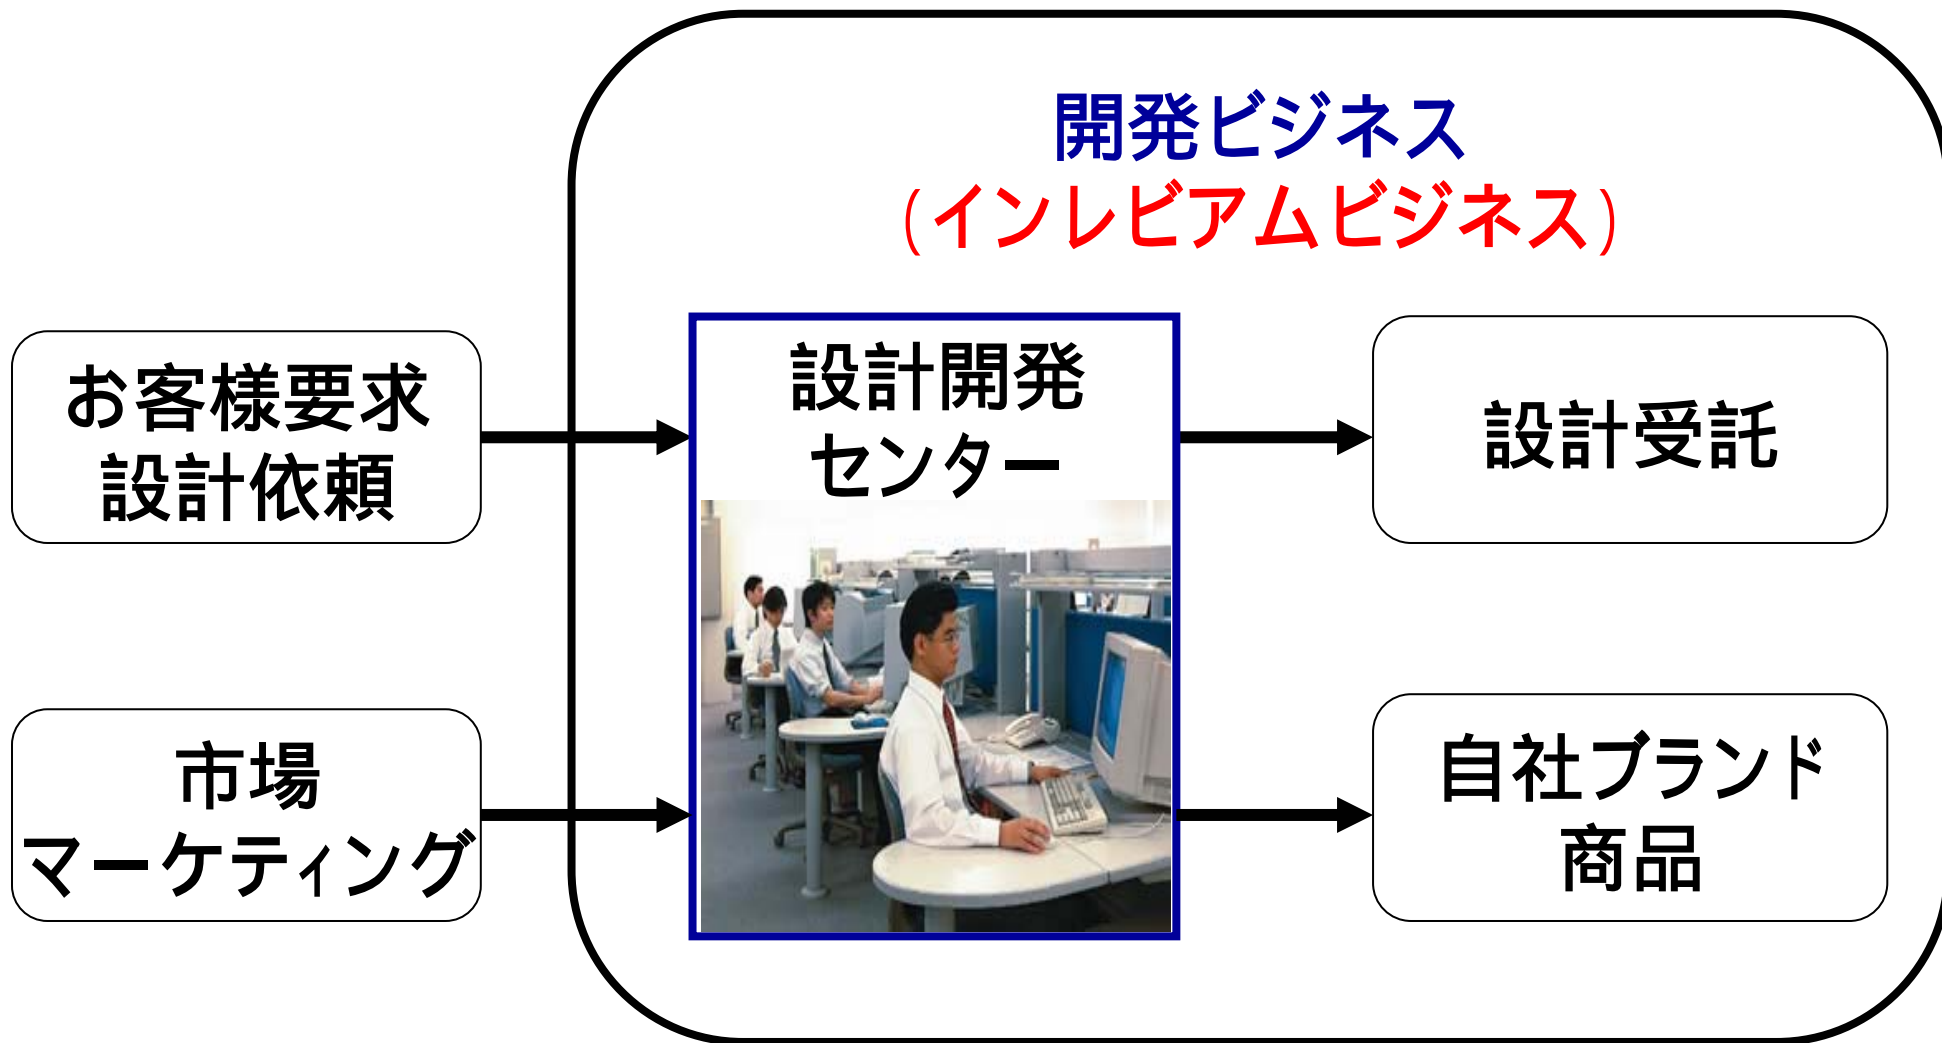 開発ビジネス
(インレビアムビジネス)
お客様要求
設計依頼
設計開発
センター
設計受託
市場
マーケティング
自社ブランド
商品